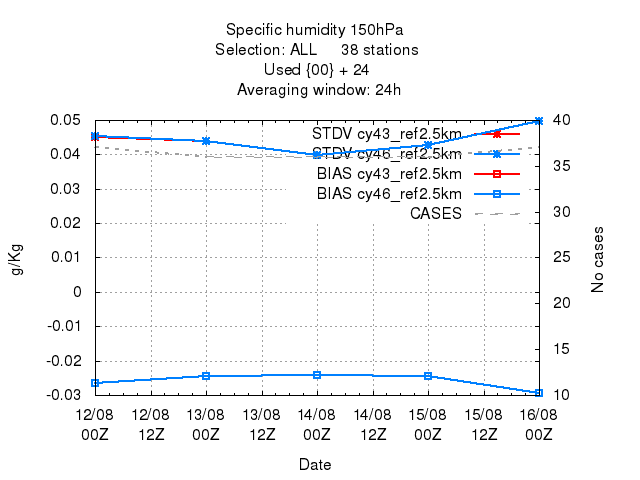 Specific humidity 150hPa
Selection: ALL 38 stations
Used {00} + 24
Averaging window: 24h
0.05
0.04
0.03
0.02
0.01
0
-0.01
-0.02
-0.03
g/Kg
STDV cy43_ref2.5km
STDV cy46_ref2.5km
BIAS cy43_ref2.5km
BIAS cy46_ref2.5km
CASES
40
35
30
25
20
15
10
No cases
12/08 12/08 13/08 13/08 14/08 14/08 15/08 15/08 16/08
00Z 12Z 00Z 12Z 00Z 12Z 00Z 12Z 00Z
Date